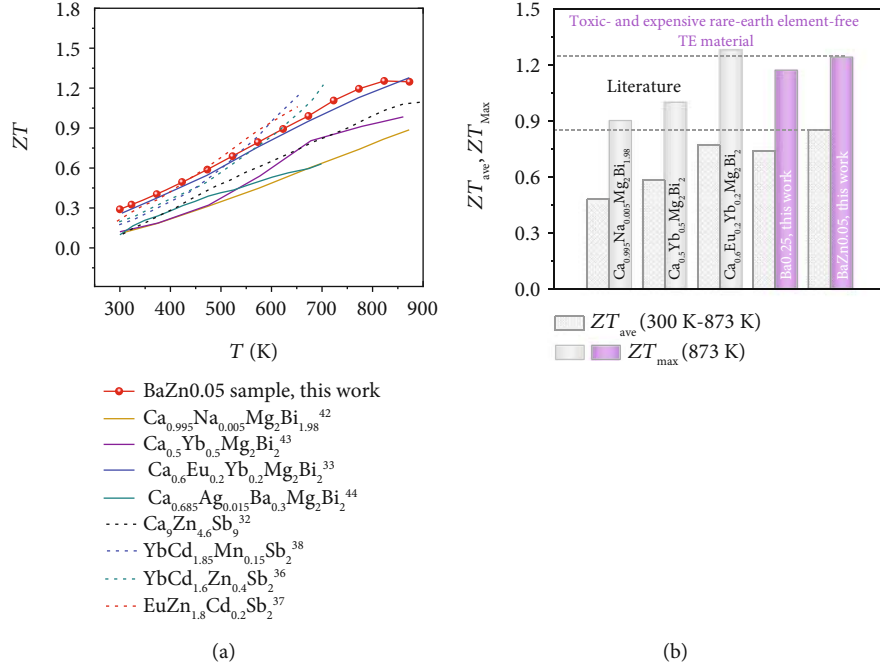 1.8
1.5
1.2
0.9
0.6
0.3
0.0
ZT
300 400 500 600 700 800 900
T (K)
BaZn0.05 sample, this work
Ca0.995Na0.005Mg2Bi1.98 42
Ca0.5Yb0.5Mg2Bi2 43
Ca0.6Eu0.2Yb0.2Mg2Bi2 33
Ca0.685Ag0.015Ba0.3Mg2Bi2 44
Ca9Zn4.6Sb9 32
YbCd1.85Mn0.15Sb2 38
YbCd1.6Zn0.4Sb2 36
EuZn1.8Cd0.2Sb2 37
(a)
Toxic- and expensive rare-earth element-free
TE material
Literature
1.5
1.2
0.9
0.6
0.3
0.0
ZTave, ZTMax
Ca0.995Na0.005Mg2Bi1.98
Ca0.5Yb0.5Mg2Bi2
Ca0.6Eu0.2Yb0.2Mg2Bi2
Ba0.25, this work
BaZn0.05, this work
ZTave (300 K-873 K)
ZTmax (873 K)
(b)